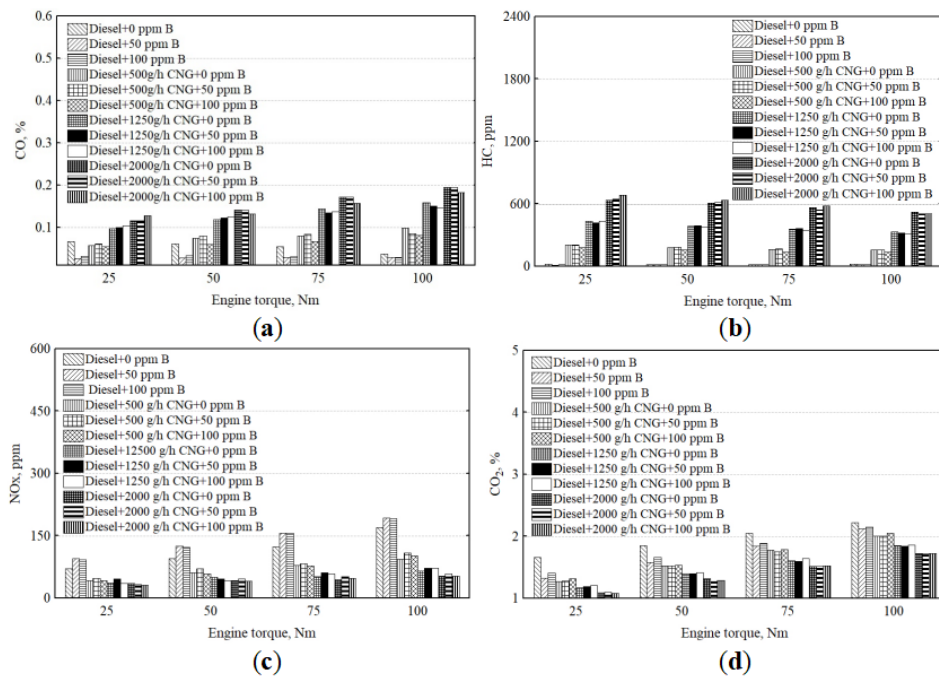 0.6
0.5
0.4
0.3
0.2
0.1
CO, %
Diesel+0 ppm B
Diesel+50 ppm B
Diesel+100 ppm B
Diesel+500g/h CNG+0 ppm B
Diesel+500g/h CNG+50 ppm B
Diesel+500g/h CNG+100 ppm B
Diesel+1250g/h CNG+0 ppm B
Diesel+1250g/h CNG+50 ppm B
Diesel+1250g/h CNG+100 ppm B
Diesel+2000g/h CNG+0 ppm B
Diesel+2000g/h CNG+50 ppm B
Diesel+2000g/h CNG+100 ppm B
25 50 75 100
Engine torque, Nm
(a)
2400
1800
1200
600
0
HC, ppm
Diesel+0 ppm B
Diesel+50 ppm B
Diesel+100 ppm B
Diesel+500 g/h CNG+0 ppm B
Diesel+500 g/h CNG+50 ppm B
Diesel+500 g/h CNG+100 ppm B
Diesel+1250 g/h CNG+0 ppm B
Diesel+1250 g/h CNG+50 ppm B
Diesel+1250 g/h CNG+100 ppm B
Diesel+2000 g/h CNG+0 ppm B
Diesel+2000 g/h CNG+50 ppm B
Diesel+2000 g/h CNG+100 ppm B
25 50 75 100
Engine torque, Nm
(b)
600
450
300
150
0
NOx, ppm
Diesel+0 ppm B
Diesel+50 ppm B
Diesel+100 ppm B
Diesel+500 g/h CNG+0 ppm B
Diesel+500 g/h CNG+50 ppm B
Diesel+500 g/h CNG+100 ppm B
Diesel+12500 g/h CNG+0 ppm B
Diesel+1250 g/h CNG+50 ppm B
Diesel+1250 g/h CNG+100 ppm B
Diesel+2000 g/h CNG+0 ppm B
Diesel+2000 g/h CNG+50 ppm B
Diesel+2000 g/h CNG+100 ppm B
25 50 75 100
Engine torque, Nm
(c)
5
4
3
2
1
CO₂, %
Diesel+0 ppm B
Diesel+50 ppm B
Diesel+100 ppm B
Diesel+500 g/h CNG+0 ppm B
Diesel+500 g/h CNG+50 ppm B
Diesel+500 g/h CNG+100 ppm B
Diesel+1250 g/h CNG+0 ppm B
Diesel+1250 g/h CNG+50 ppm B
Diesel+1250 g/h CNG+100 ppm B
Diesel+2000 g/h CNG+0 ppm B
Diesel+2000 g/h CNG+50 ppm B
Diesel+2000 g/h CNG+100 ppm B
25 50 75 100
Engine torque, Nm
(d)